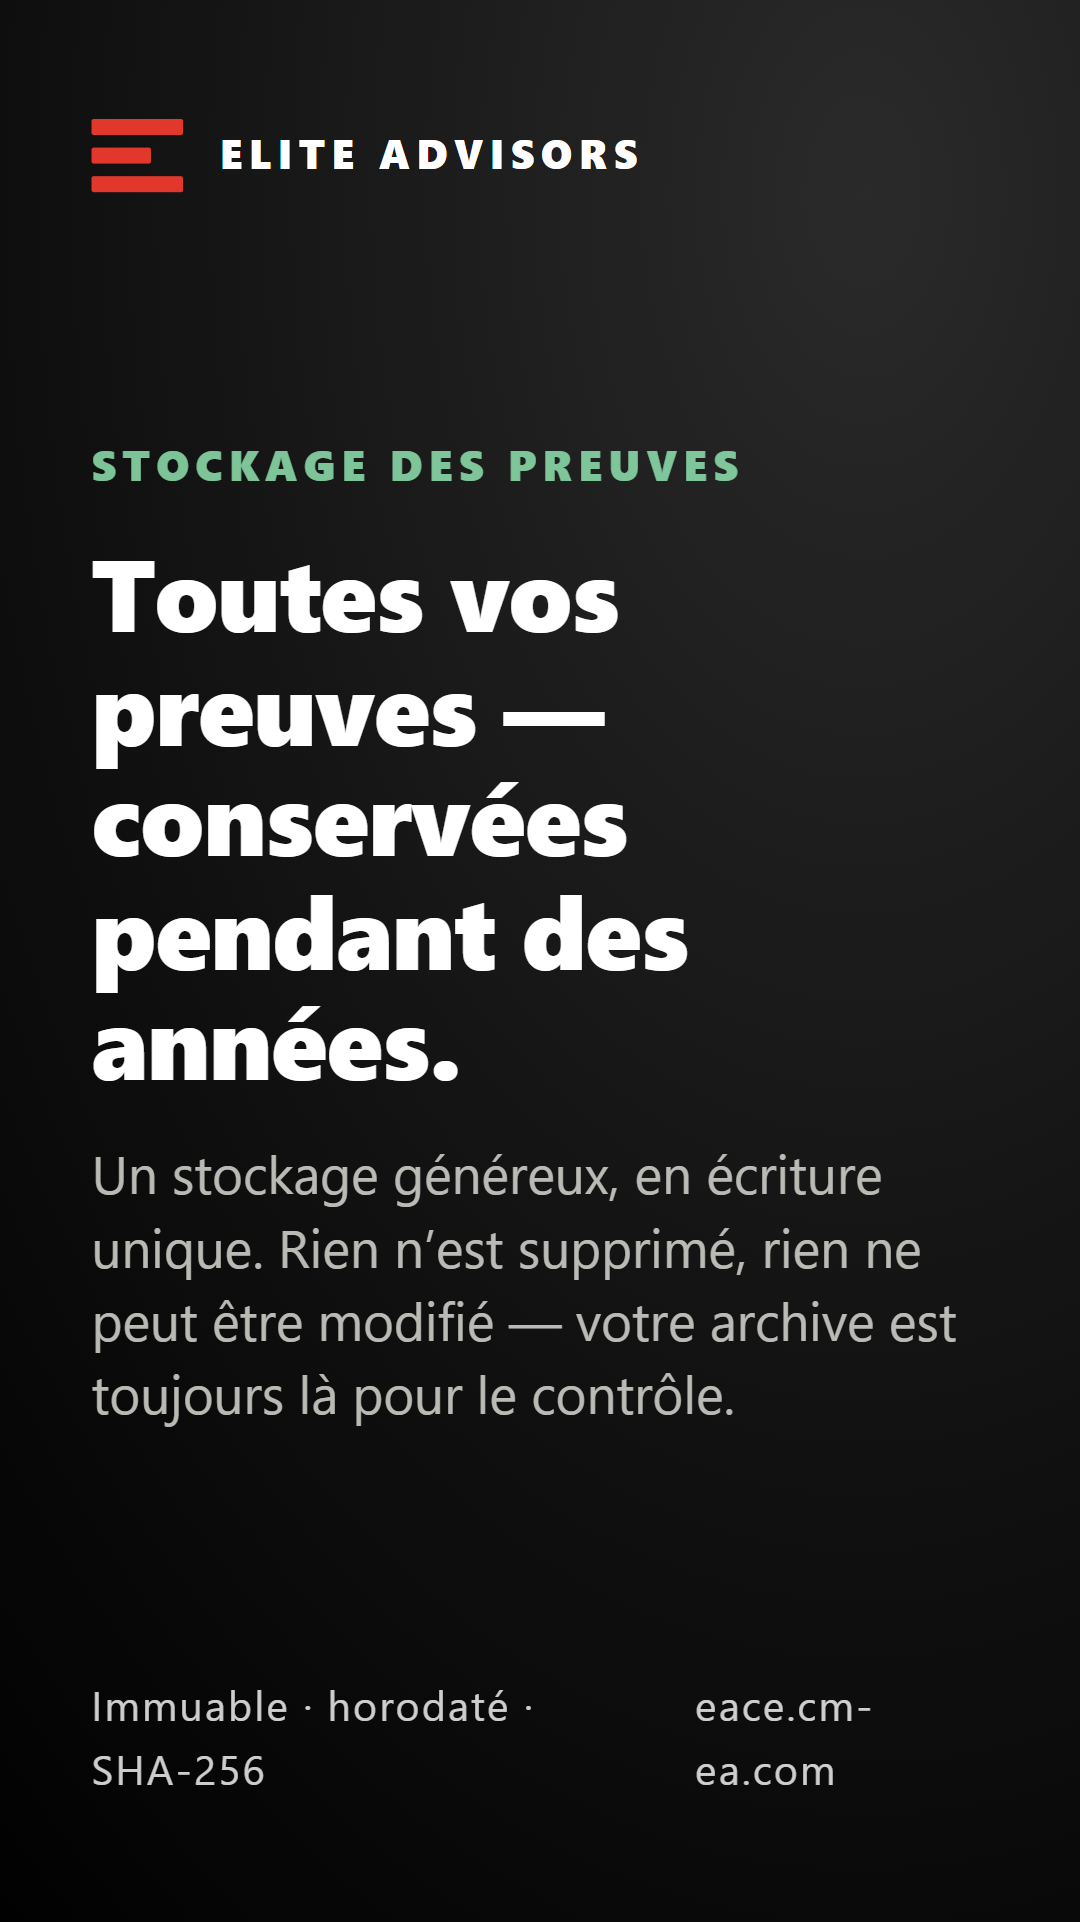 ELITE ADVISORS
STOCKAGE DES PREUVES
Toutes vos
preuves —
conservées
pendant des
années.
Un stockage généreux, en écriture
unique. Rien n’est supprimé, rien ne
peut être modifié — votre archive est
toujours là pour le contrôle.
Immuable · horodaté ·
SHA-256
eace.cm-
ea.com